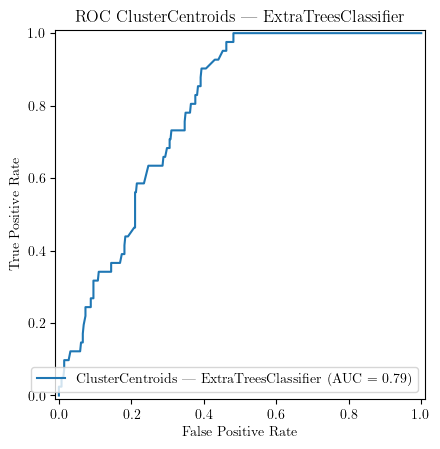 ROC ClusterCentroids — ExtraTreesClassifier
True Positive Rate
1.0
0.8
0.6
0.4
0.2
0.0
ClusterCentroids — ExtraTreesClassifier (AUC = 0.79)
0.0 0.2 0.4 0.6 0.8 1.0
False Positive Rate